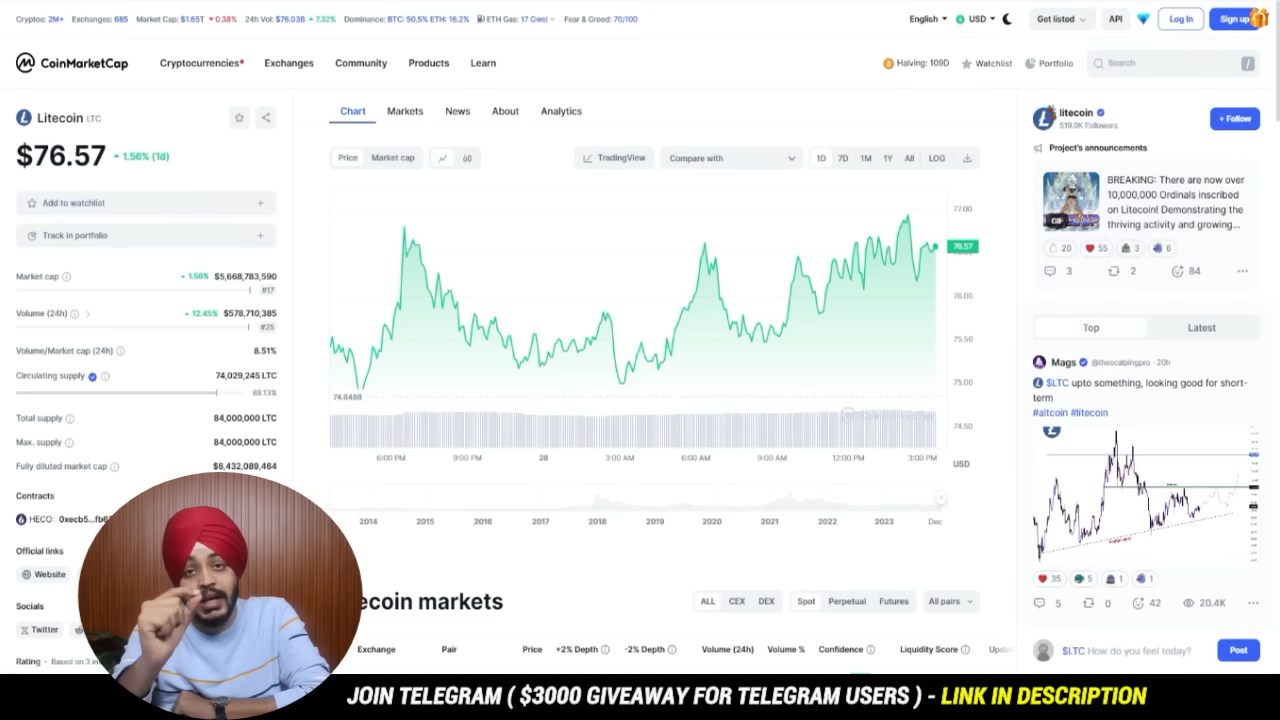 Cryptos: 2M+ Exchanges: 685 Market Cap: $1.65T 0.38% 24h Vol: $76.03B 7.32% Dominance: BTC: 50.5% ETH: 16.2% ETH Gas: 17 Gwei Fear & Greed: 70/100
English USD Get listed API Log In Sign up
CoinMarketCap Cryptocurrencies Exchanges Community Products Learn
Halving: 109D Watchlist Portfolio Search /
Litecoin LTC
$76.57 1.56% (1d)
Add to watchlist +
Track in portfolio +
Market cap 1.56% $5,668,783,590
#17
Volume (24h) 12.45% $578,710,385
#25
Volume/Market cap (24h) 8.51%
Circulating supply 74,029,245 LTC
88.13%
Total supply 84,000,000 LTC
Max. supply 84,000,000 LTC
Fully diluted market cap $6,432,089,464
Contracts
HECO: 0xecb5...fb6
Official links
Website
Socials
Twitter
Rating · Based on 3
Chart Markets News About Analytics
Price Market cap TradingView Compare with 1D 7D 1M 1Y All LOG
77.00
76.57
76.00
75.50
75.00
74.50
74.8488
6:00 PM 9:00 PM 28 3:00 AM 6:00 AM 9:00 AM 12:00 PM 3:00 PM USD
2014 2015 2016 2017 2018 2019 2020 2021 2022 2023 Dec
ecoin markets
ALL CEX DEX Spot Perpetual Futures All pairs
Exchange Pair Price +2% Depth -2% Depth Volume (24h) Volume % Confidence Liquidity Score Upda
litecoin
519.0K Followers
+ Follow
Project's announcements
BREAKING: There are now over
10,000,000 Ordinals inscribed
on Litecoin! Demonstrating the
thriving activity and growing...
GIF
20 55 3 6
3 2 84 ...
Top Latest
Mags @thescalpingpro · 20h
$LTC upto something, looking good for short-
term
#altcoin #litecoin
35 5 1 1
5 0 42 20.4K ...
$LTC How do you feel today? Post
JOIN TELEGRAM ( $3000 GIVEAWAY FOR TELEGRAM USERS ) - LINK IN DESCRIPTION